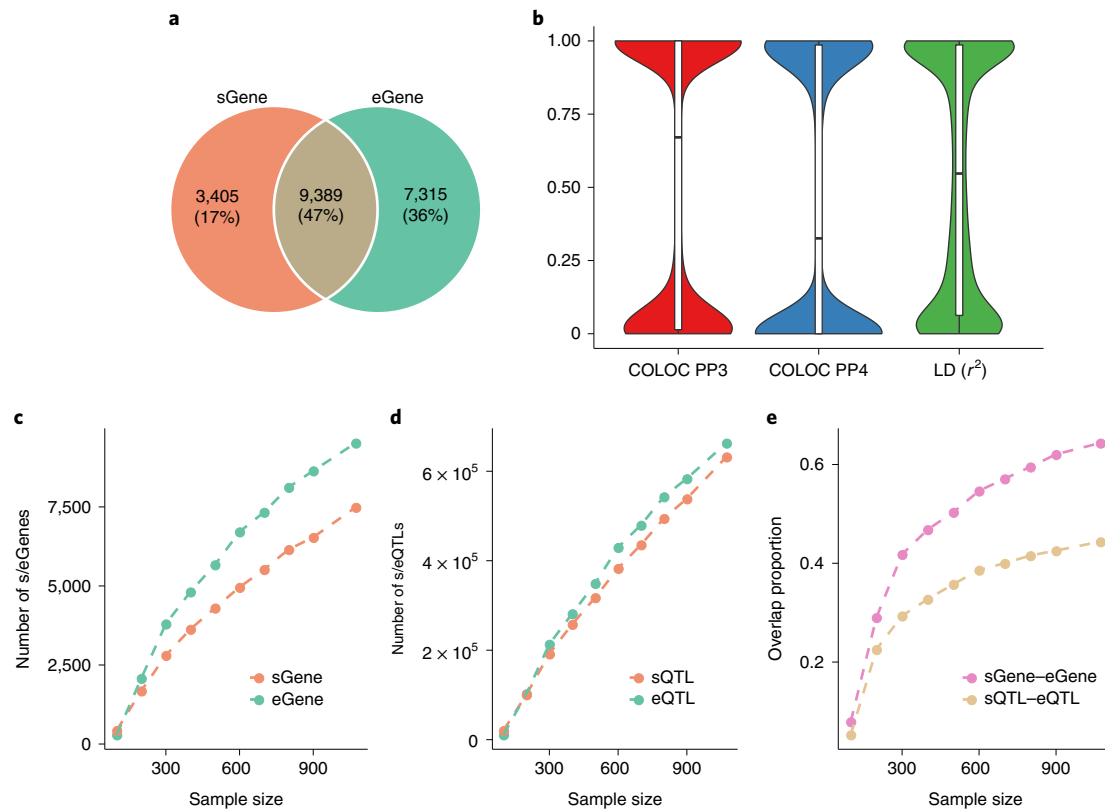 a
sGene
eGene
3,405
(17%)
9,389
(47%)
7,315
(36%)
b
1.00
0.75
0.50
0.25
0
COLOC PP3
COLOC PP4
LD (r²)
c
Number of s/eGenes
7,500
5,000
2,500
0
sGene
eGene
300
600
900
Sample size
d
Number of s/eQTLs
6 × 10⁵
4 × 10⁵
2 × 10⁵
0
sQTL
eQTL
300
600
900
Sample size
e
Overlap proportion
0.6
0.4
0.2
sGene–eGene
sQTL–eQTL
300
600
900
Sample size